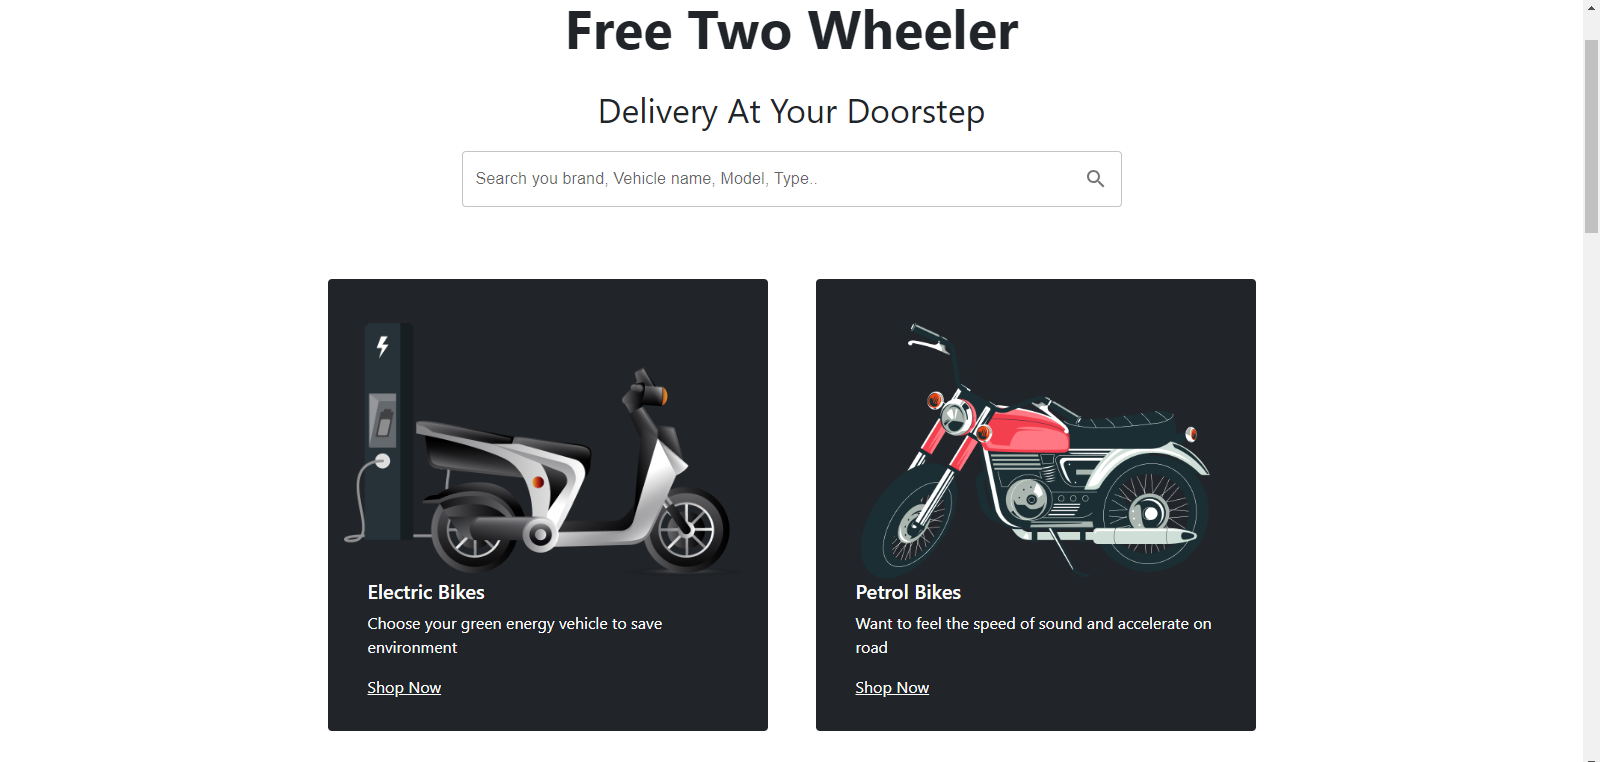 Free Two Wheeler
Delivery At Your Doorstep
Search you brand, Vehicle name, Model, Type..
Electric Bikes
Choose your green energy vehicle to save
environment
Shop Now
Petrol Bikes
Want to feel the speed of sound and accelerate on
road
Shop Now